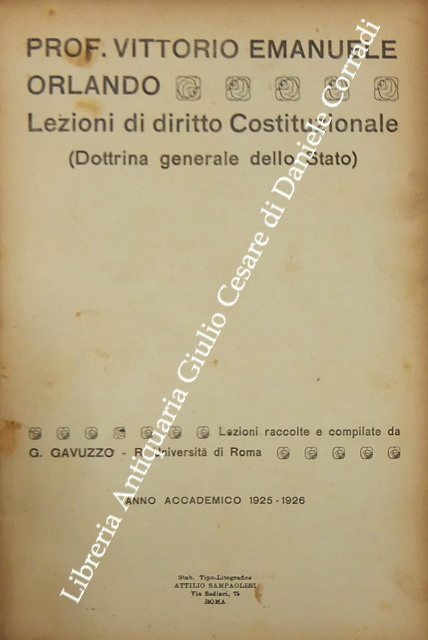 PROF. VITTORIO EMANUELE
ORLANDO
Lezioni di diritto Costituzionale
(Dottrina generale dello Stato)
Lezioni raccolte e compilate da
G. GAVUZZO - R. Università di Roma
ANNO ACCADEMICO 1925-1926
Stab. Tipo-Litografico
ATTILIO SAMPAOLESI
Via Sediari, 75
ROMA
Libreria Antiquaria Giulio Cesare di Daniele Corradi